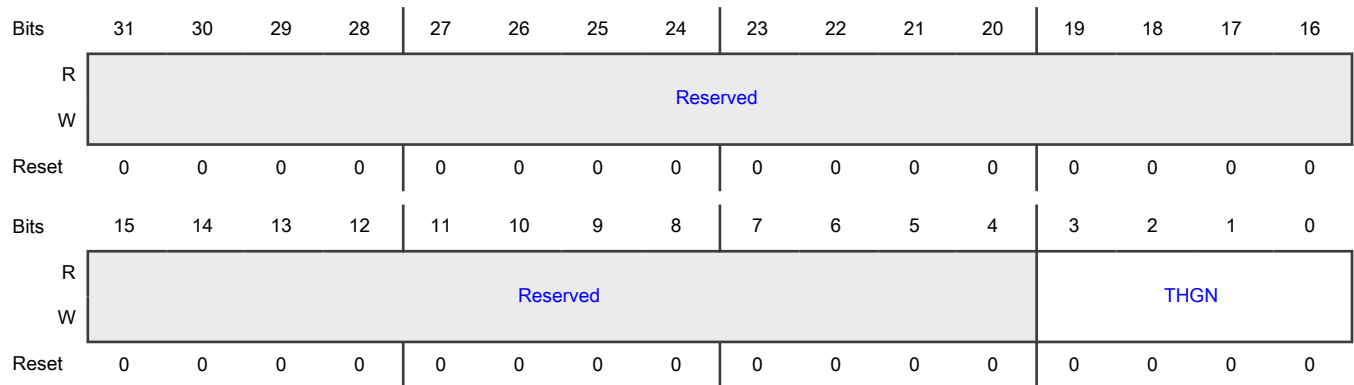 Bits 31 30 29 28 27 26 25 24 23 22 21 20 19 18 17 16
R
Reserved
W
Reset 0 0 0 0 0 0 0 0 0 0 0 0 0 0 0 0
Bits 15 14 13 12 11 10 9 8 7 6 5 4 3 2 1 0
R
Reserved THGN
W
Reset 0 0 0 0 0 0 0 0 0 0 0 0 0 0 0 0